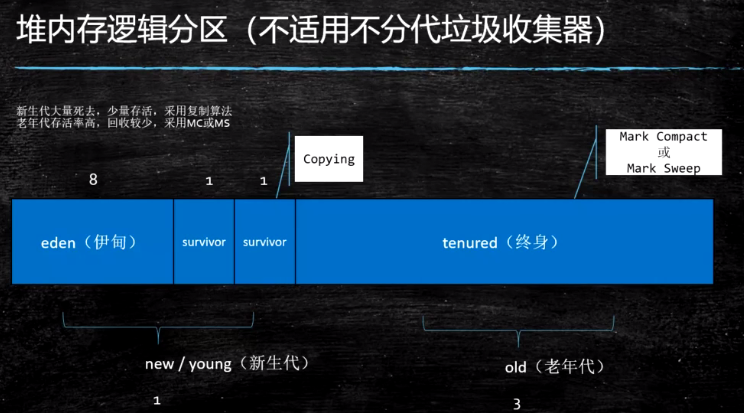 堆内存逻辑分区（不适用不分代垃圾收集器）
新生代大量死去，少量存活，采用复制算法
老年代存活率高，回收较少，采用MC或MS
Copying
Mark Compact
或
Mark Sweep
8
1
1
eden（伊甸）
survivor
survivor
tenured（终身）
new / young（新生代）
old（老年代）
1
3